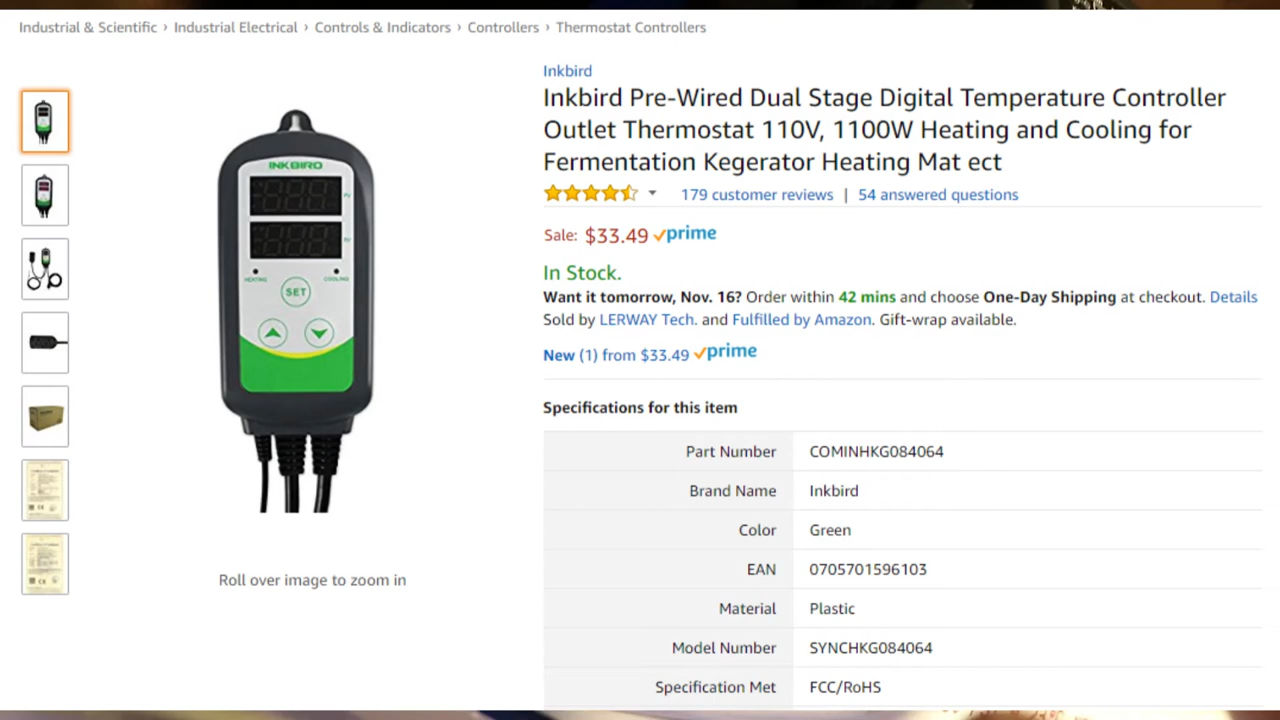 Industrial & Scientific › Industrial Electrical › Controls & Indicators › Controllers › Thermostat Controllers
Inkbird
Inkbird Pre-Wired Dual Stage Digital Temperature Controller
Outlet Thermostat 110V, 1100W Heating and Cooling for
Fermentation Kegerator Heating Mat ect
179 customer reviews | 54 answered questions
Sale: $33.49 prime
In Stock.
Want it tomorrow, Nov. 16? Order within 42 mins and choose One-Day Shipping at checkout. Details
Sold by LERWAY Tech. and Fulfilled by Amazon. Gift-wrap available.
New (1) from $33.49 prime
Specifications for this item
Part Number COMINHKG084064
Brand Name Inkbird
Color Green
EAN 0705701596103
Material Plastic
Model Number SYNCHKG084064
Specification Met FCC/RoHS
INKBIRD
HEATING COOLING
SET
Roll over image to zoom in